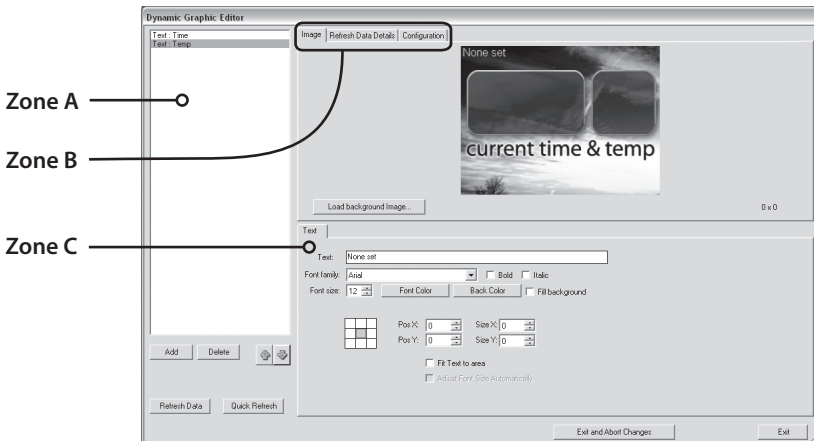 Dynamic Graphic Editor
Text : Time
Text : Temp
Image Refresh Data Details Configuration
None set
Zone A
current time & temp
Zone B
Load background Image... 0 x 0
Text
Zone C
Text: None set
Font family: Arial Bold Italic
Font size: 12 Font Color Back Color Fill background
Pos X: 0 Size X: 0
Pos Y: 0 Size Y: 0
Add Delete
Fit Text to area
Adjust Font Size Automatically
Refresh Data Quick Refresh
Exit and Abort Changes Exit